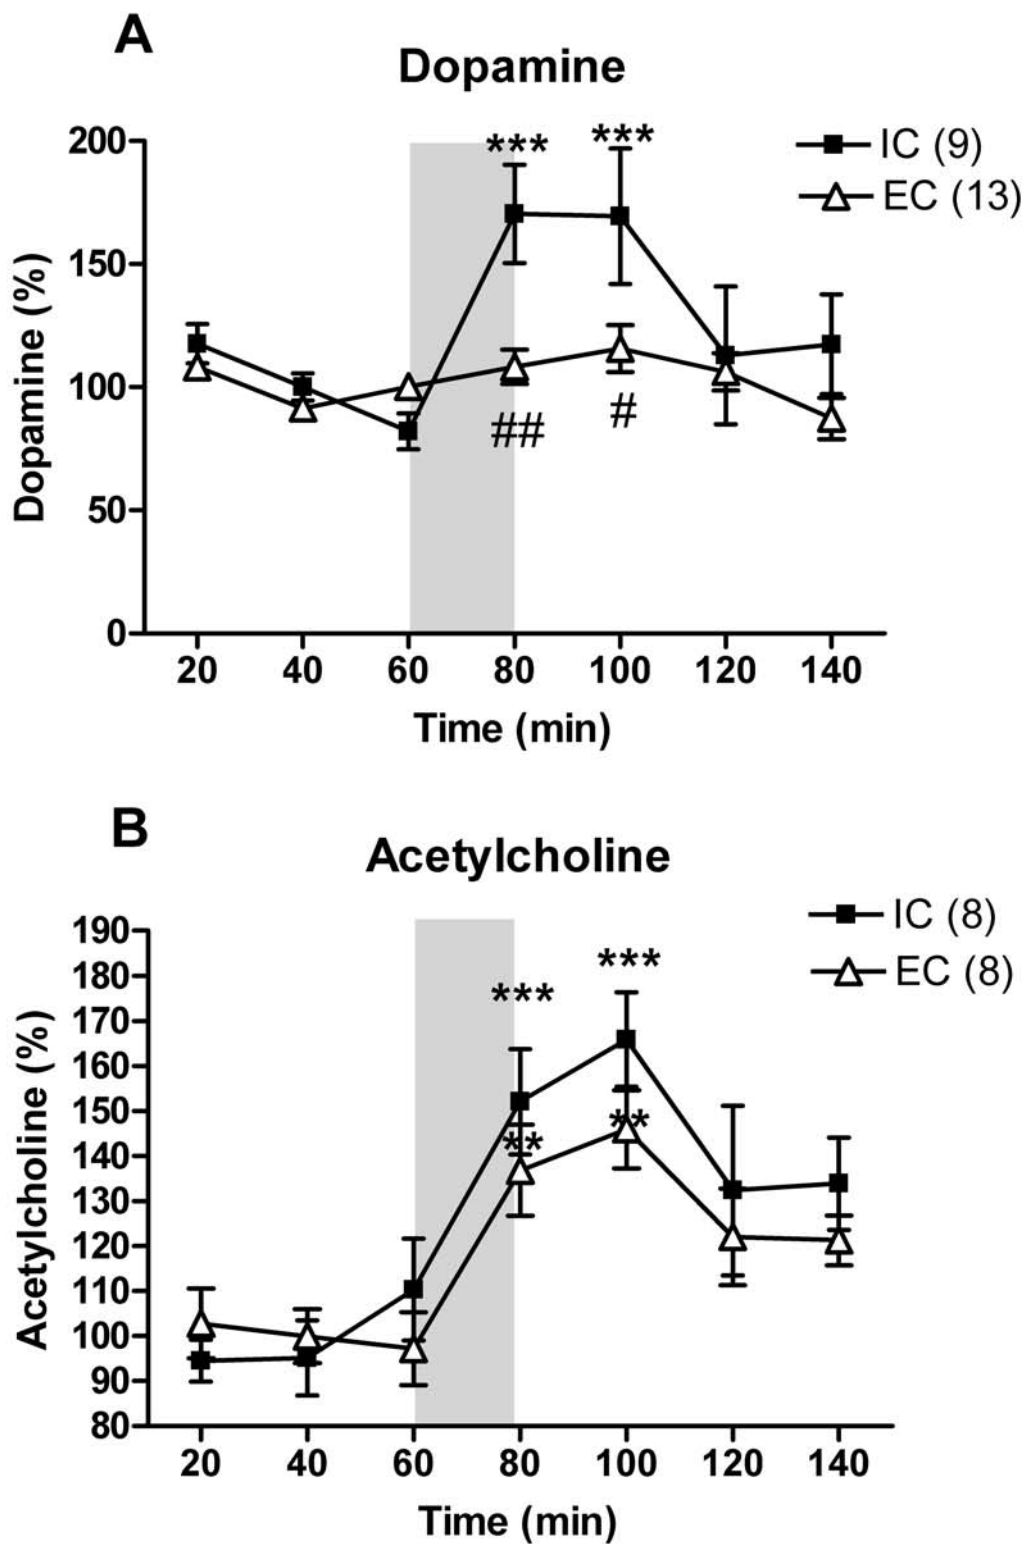 A
Dopamine
IC (9)
EC (13)
Dopamine (%)
200
150
100
50
0
*** ***
## #
20 40 60 80 100 120 140
Time (min)
B
Acetylcholine
IC (8)
EC (8)
Acetylcholine (%)
190
180
170
160
150
140
130
120
110
100
90
80
***
***
**
**
20 40 60 80 100 120 140
Time (min)